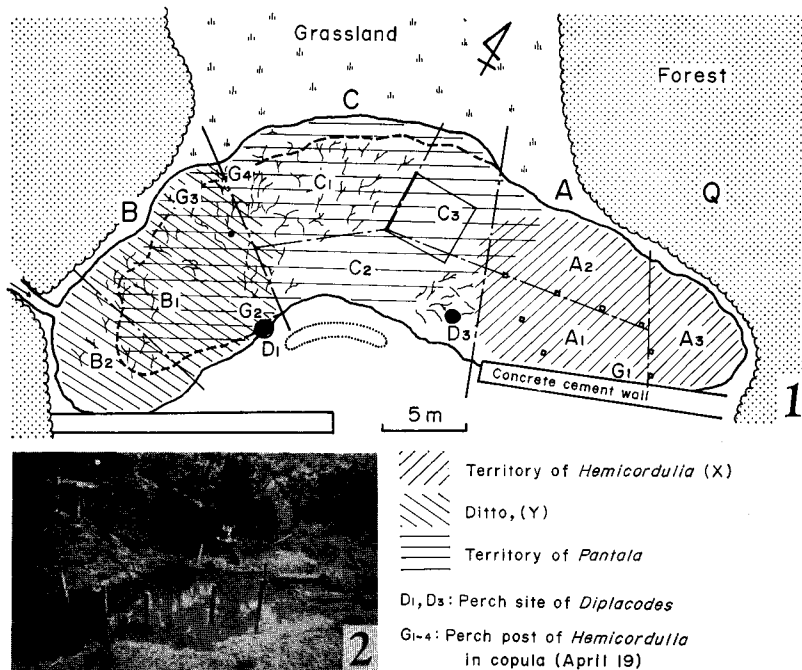 Grassland
Forest
C
A
Q
B
G4
G3
C1
C3
C2
A2
B1
G2
D1
D3
A1
A3
B2
G1
Concrete cement wall
5 m
1
2
Territory of Hemicordulia (X)
Ditto, (Y)
Territory of Pantala
D1, D3: Perch site of Diplacodes
G1-4: Perch post of Hemicordulia
in copula (April 19)